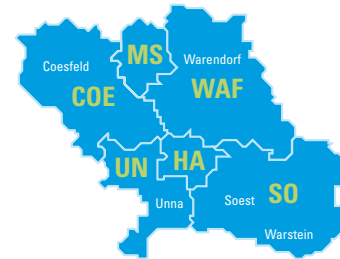 MS
Warendorf
Coesfeld
WAF
COE
UN
HA
Unna
Soest
SO
Warstein